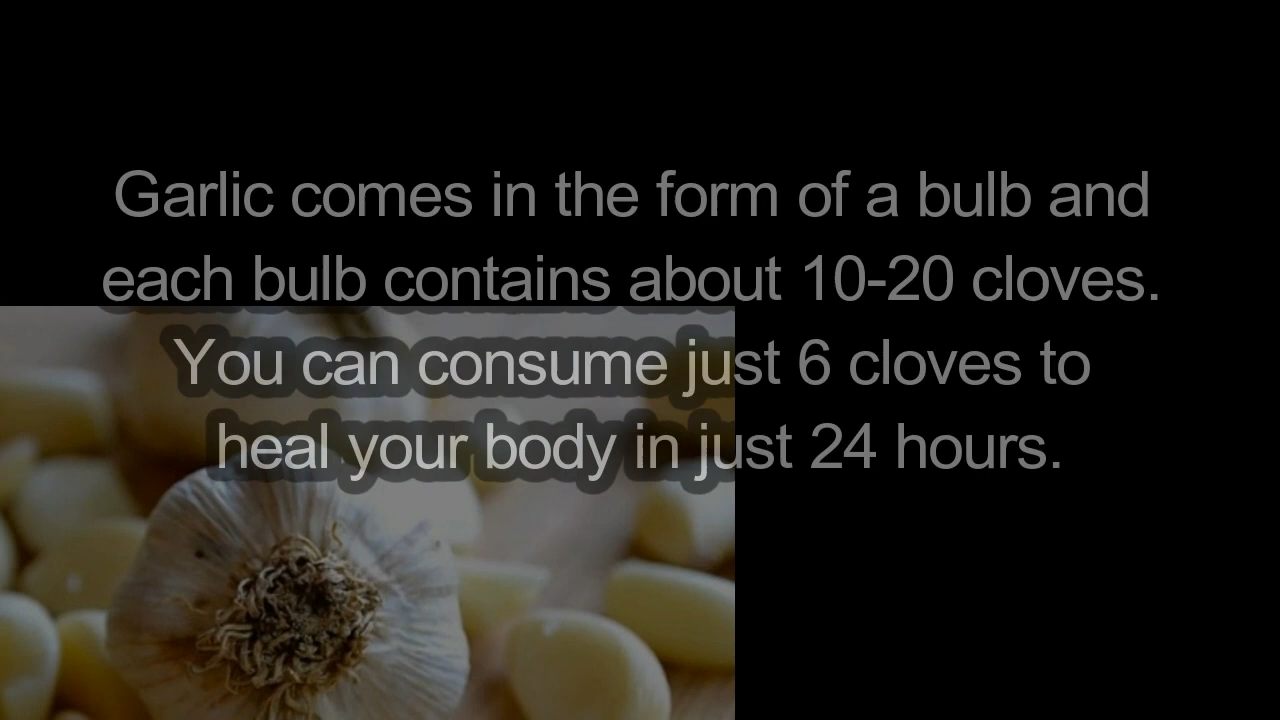 Garlic comes in the form of a bulb and
each bulb contains about 10-20 cloves.
You can consume just 6 cloves to
heal your body in just 24 hours.